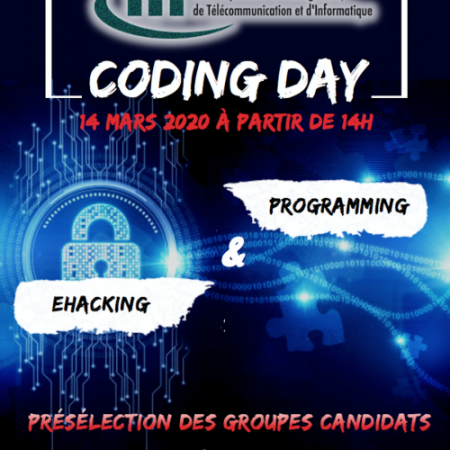 de Télécommunication et d'Informatique
CODING DAY
14 MARS 2020 À PARTIR DE 14H
PROGRAMMING
&
EHACKING
PRÉSÉLECTION DES GROUPES CANDIDATS